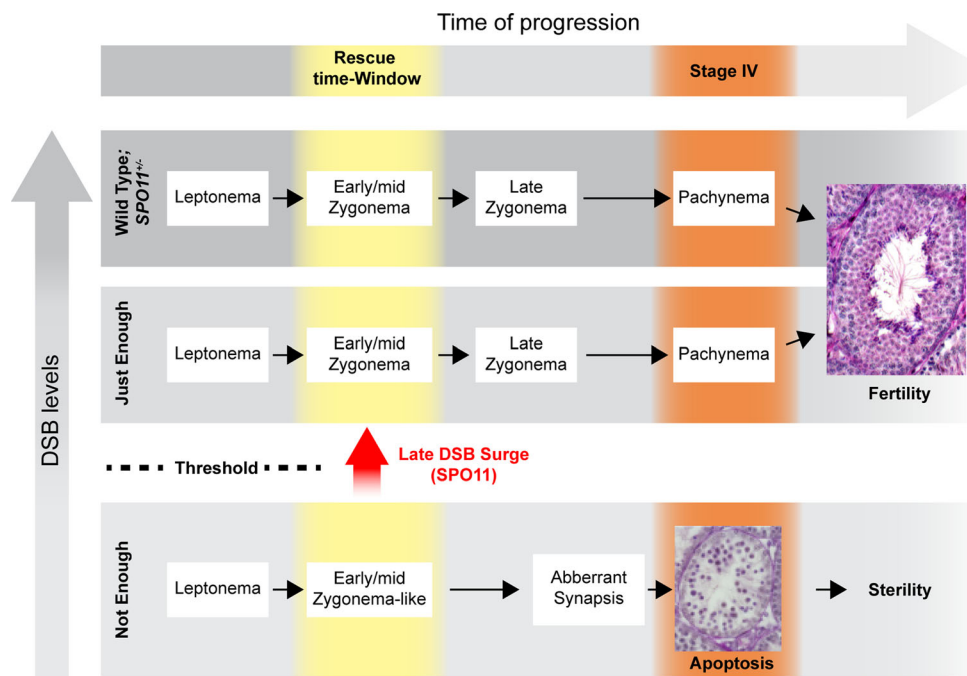 Time of progression
Rescue
time-Window
Stage IV
DSB levels
Wild Type;
SPO11+/-
Leptonema
Early/mid
Zygonema
Late
Zygonema
Pachynema
Just Enough
Leptonema
Early/mid
Zygonema
Late
Zygonema
Pachynema
Fertility
Threshold
Late DSB Surge
(SPO11)
Not Enough
Leptonema
Early/mid
Zygonema-like
Abberrant
Synapsis
Apoptosis
Sterility